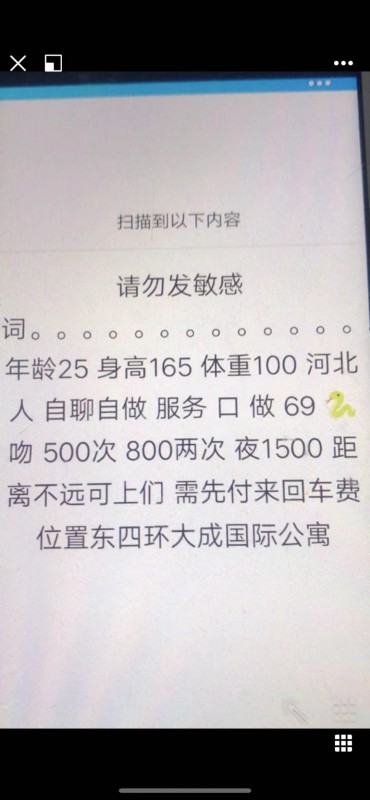 扫描到以下内容
请勿发敏感
词。。。。。。。。。。。。。
年龄25 身高165 体重100 河北
人 自聊自做 服务 口 做 69 🐍
吻 500次 800两次 夜1500 距
离不远可上们 需先付来回车费
位置东四环大成国际公寓